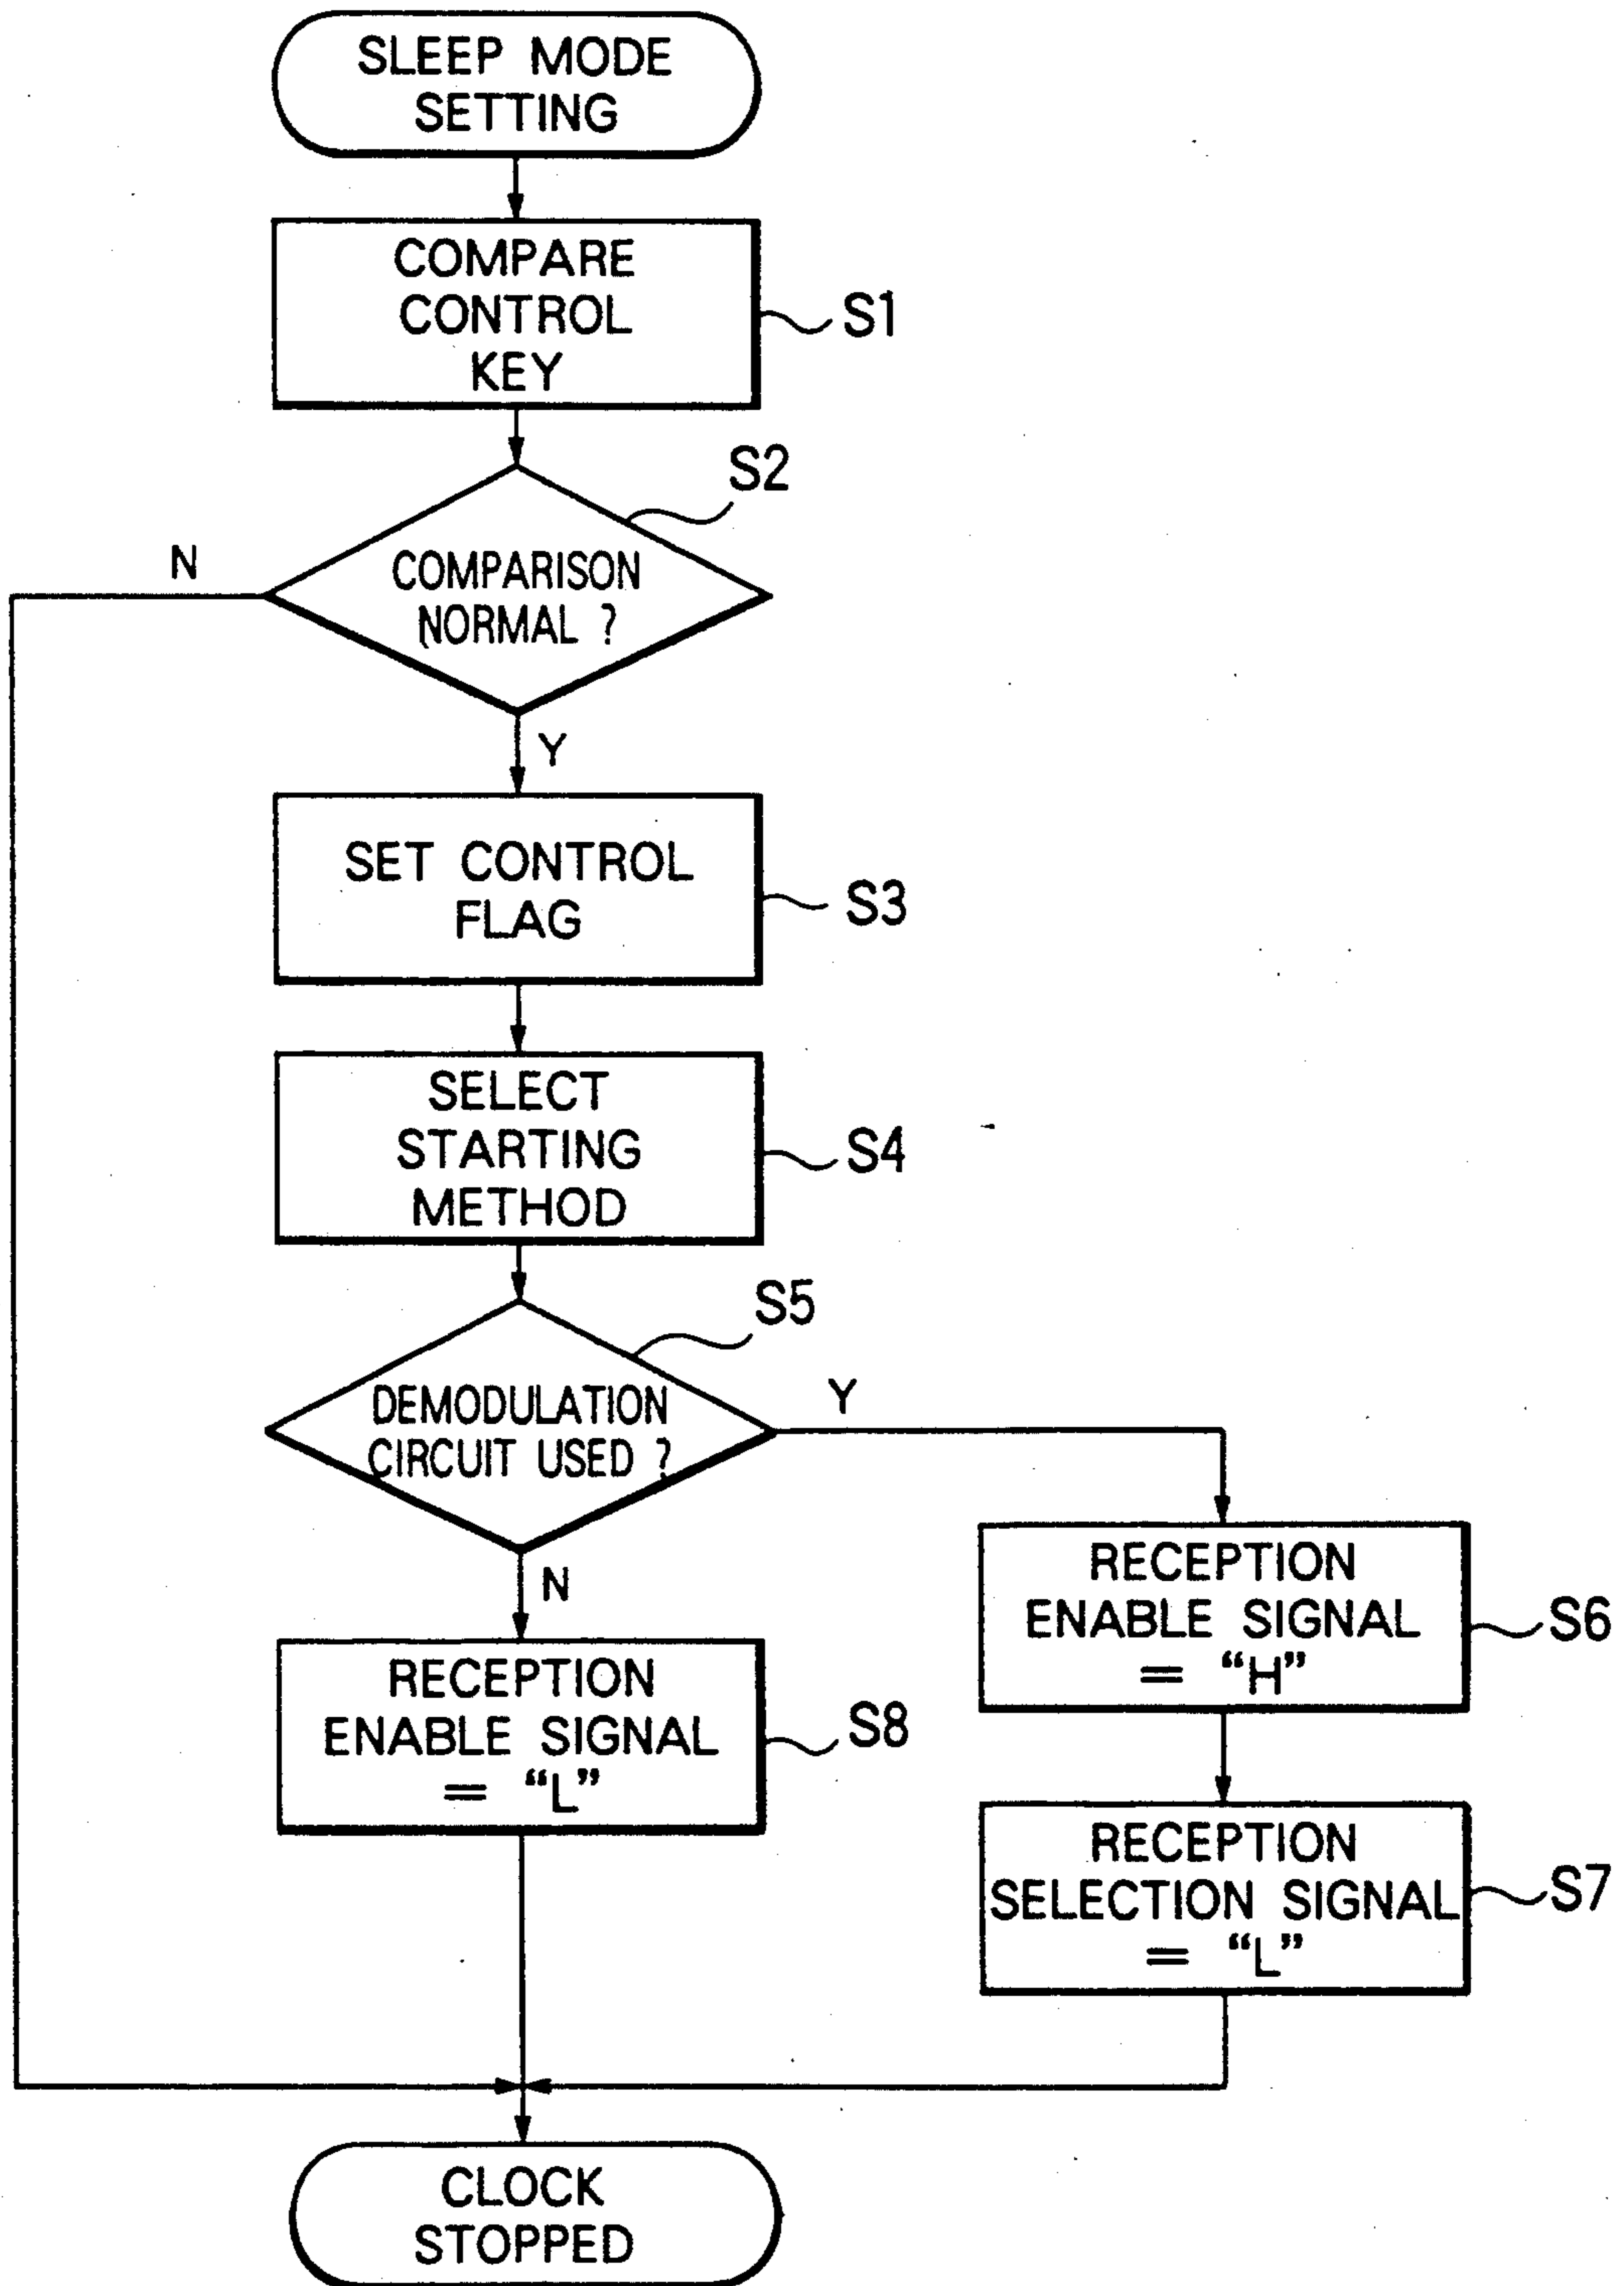 SLEEP MODE
SETTING
COMPARE
CONTROL
KEY
S1
S2
N
COMPARISON
NORMAL ?
Y
SET CONTROL
FLAG
S3
SELECT
STARTING
METHOD
S4
S5
DEMODULATION
CIRCUIT USED ?
Y
N
RECEPTION
ENABLE SIGNAL
= “H”
S6
RECEPTION
ENABLE SIGNAL
= “L”
S8
RECEPTION
SELECTION SIGNAL
= “L”
S7
CLOCK
STOPPED